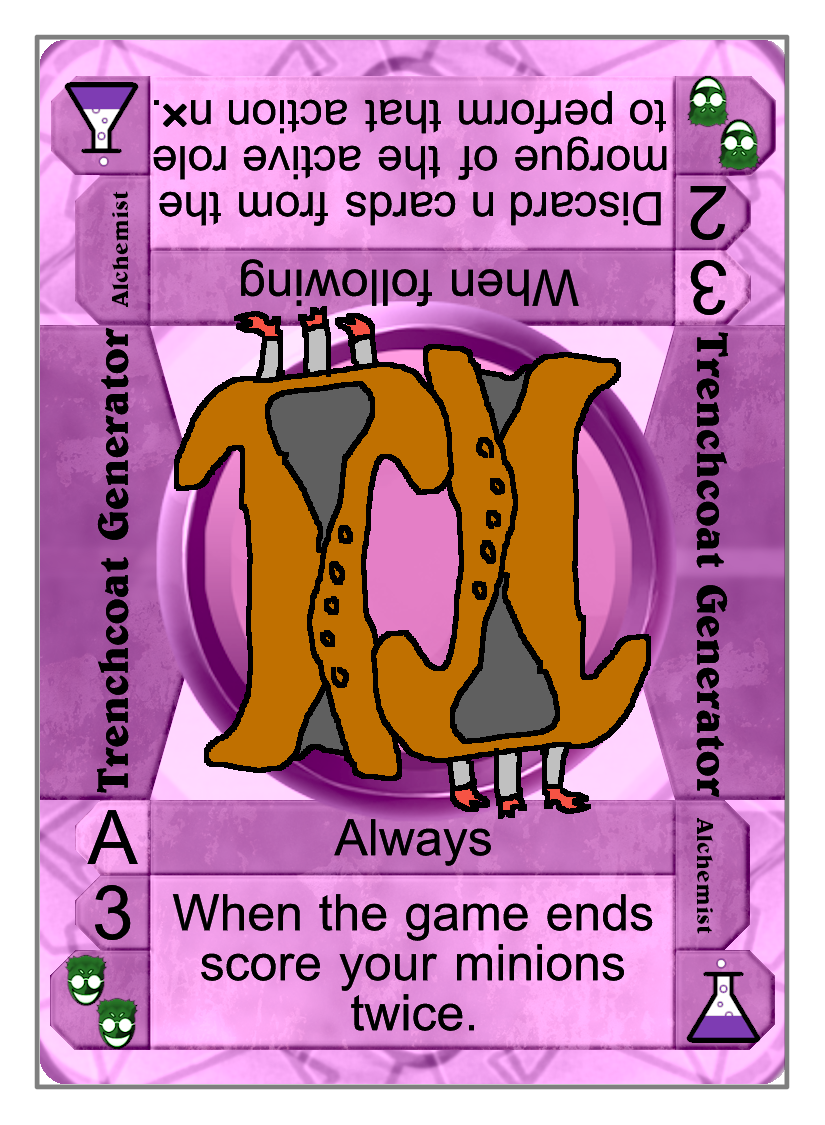 Trenchcoat Generator
A
Always
Alchemist
3
When the game ends
score your minions
twice.
Trenchcoat Generator
3
When following
Alchemist
2
Discard n cards from the
morgue of the active role
to perform that action n×.